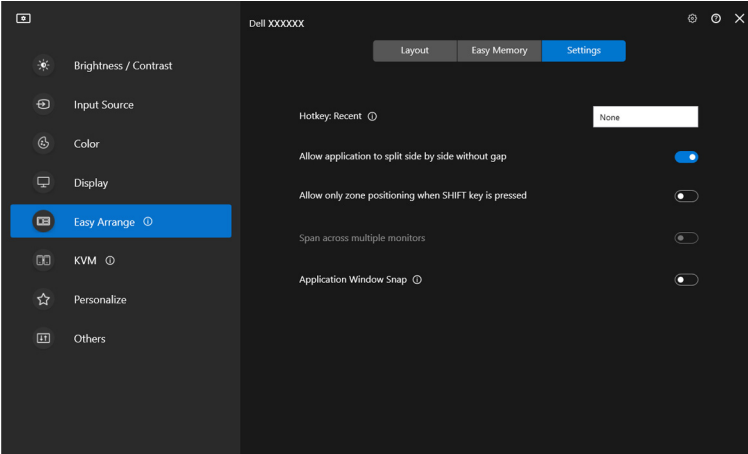 Dell XXXXXX
Layout
Easy Memory
Settings
Brightness / Contrast
Input Source
Color
Display
Easy Arrange
KVM
Personalize
Others
Hotkey: Recent
None
Allow application to split side by side without gap
Allow only zone positioning when SHIFT key is pressed
Span across multiple monitors
Application Window Snap